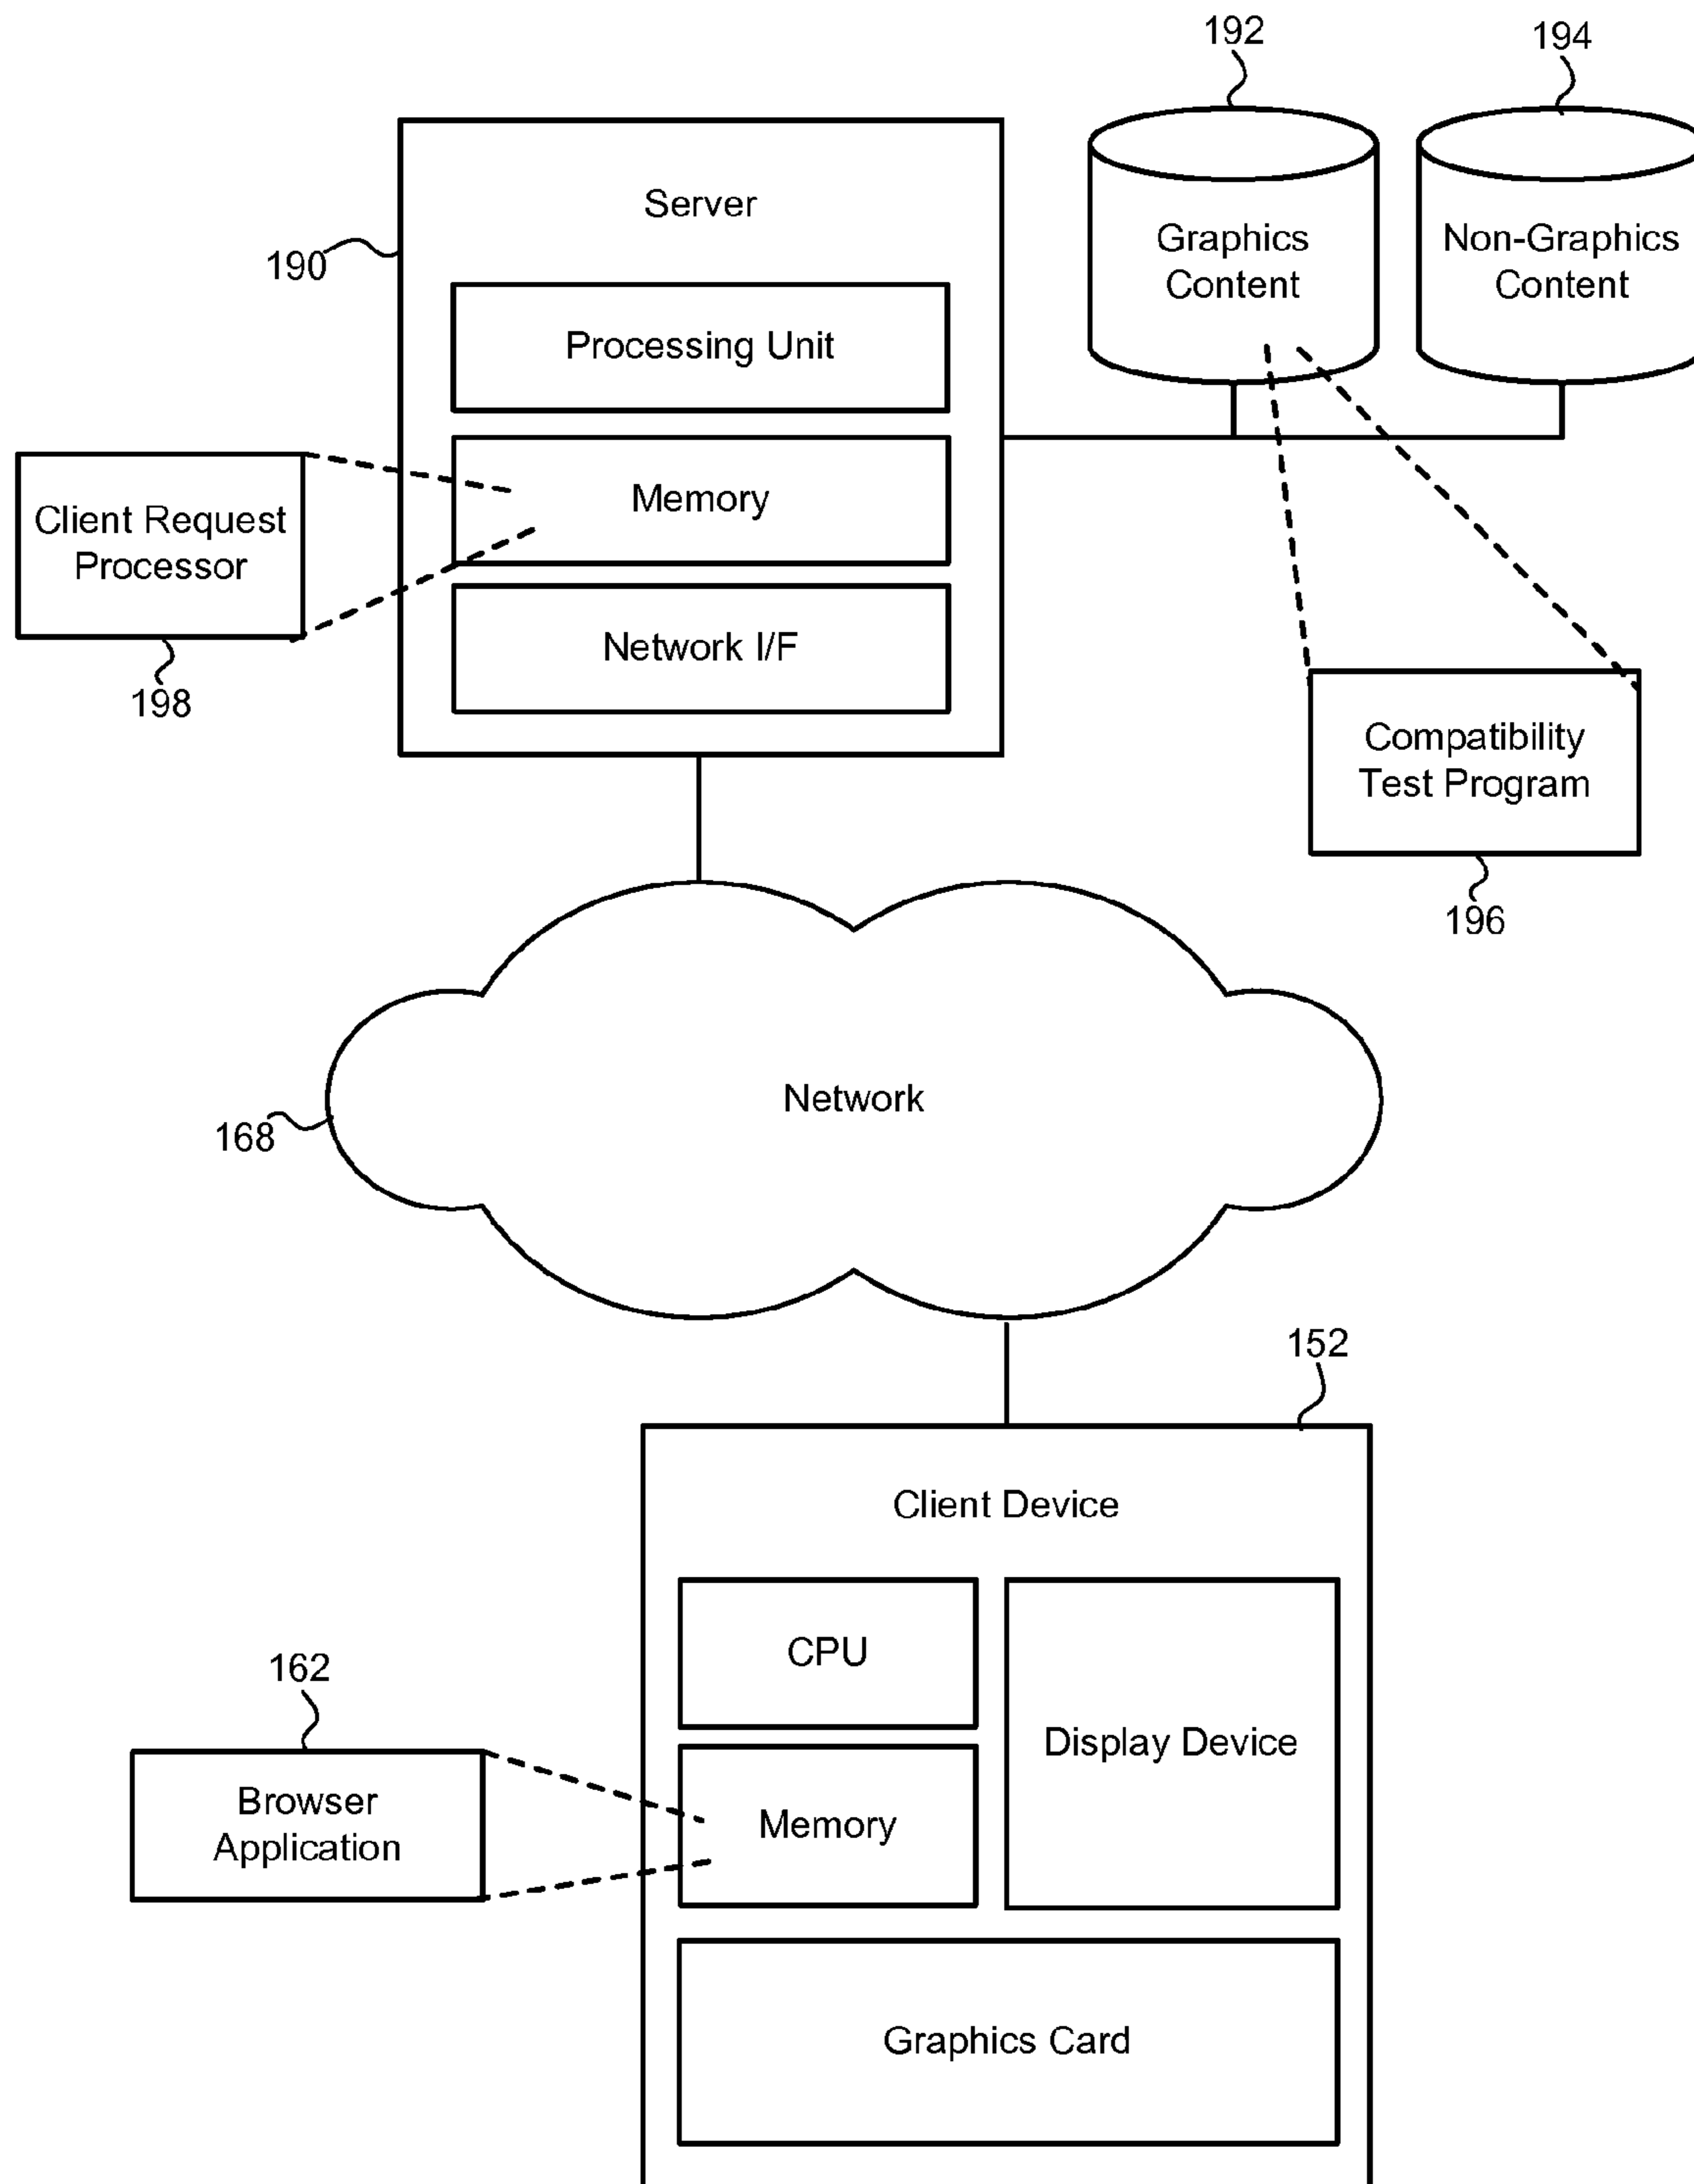 192
194
Server
190
Graphics
Content
Non-Graphics
Content
Processing Unit
Memory
Client Request
Processor
Network I/F
198
Compatibility
Test Program
196
Network
168
152
Client Device
CPU
Display Device
162
Browser
Application
Memory
Graphics Card